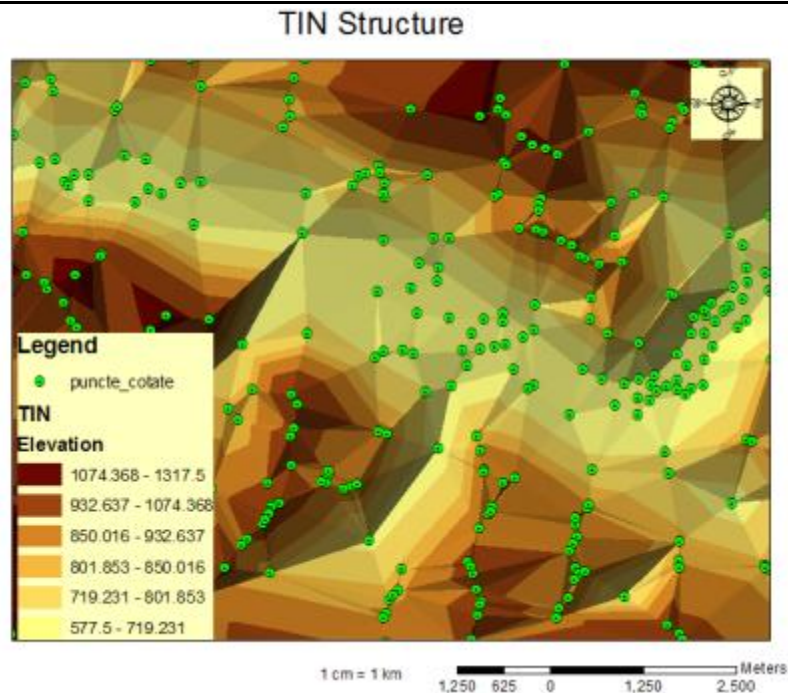 TIN Structure
Legend
puncte_cotate
TIN
Elevation
1074.368 - 1317.5
932.637 - 1074.368
850.016 - 932.637
801.853 - 850.016
719.231 - 801.853
577.5 - 719.231
1 cm = 1 km
Meters
1,250 625 0 1,250 2,500